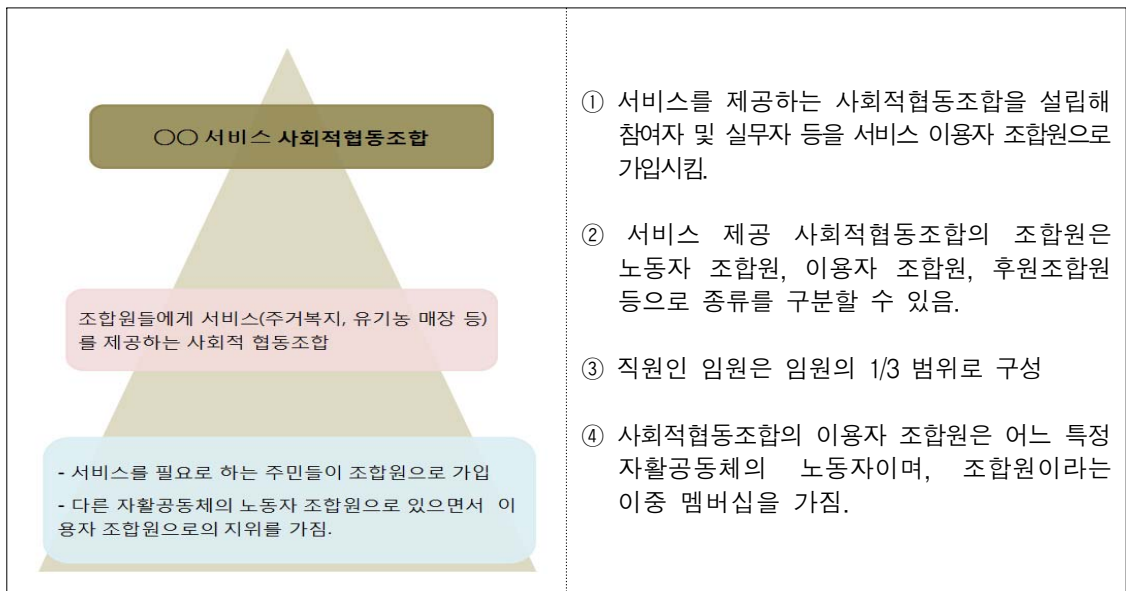 ○○ 서비스 사회적협동조합
조합원들에게 서비스(주거복지, 유기농 매장 등)
를 제공하는 사회적 협동조합
- 서비스를 필요로 하는 주민들이 조합원으로 가입
- 다른 자활공동체의 노동자 조합원으로 있으면서 이
용자 조합원으로의 지위를 가짐.
① 서비스를 제공하는 사회적협동조합을 설립해
참여자 및 실무자 등을 서비스 이용자 조합원으로
가입시킴.
② 서비스 제공 사회적협동조합의 조합원은
노동자 조합원, 이용자 조합원, 후원조합원
등으로 종류를 구분할 수 있음.
③ 직원인 임원은 임원의 1/3 범위로 구성
④ 사회적협동조합의 이용자 조합원은 어느 특정
자활공동체의 노동자이며, 조합원이라는
이중 멤버십을 가짐.